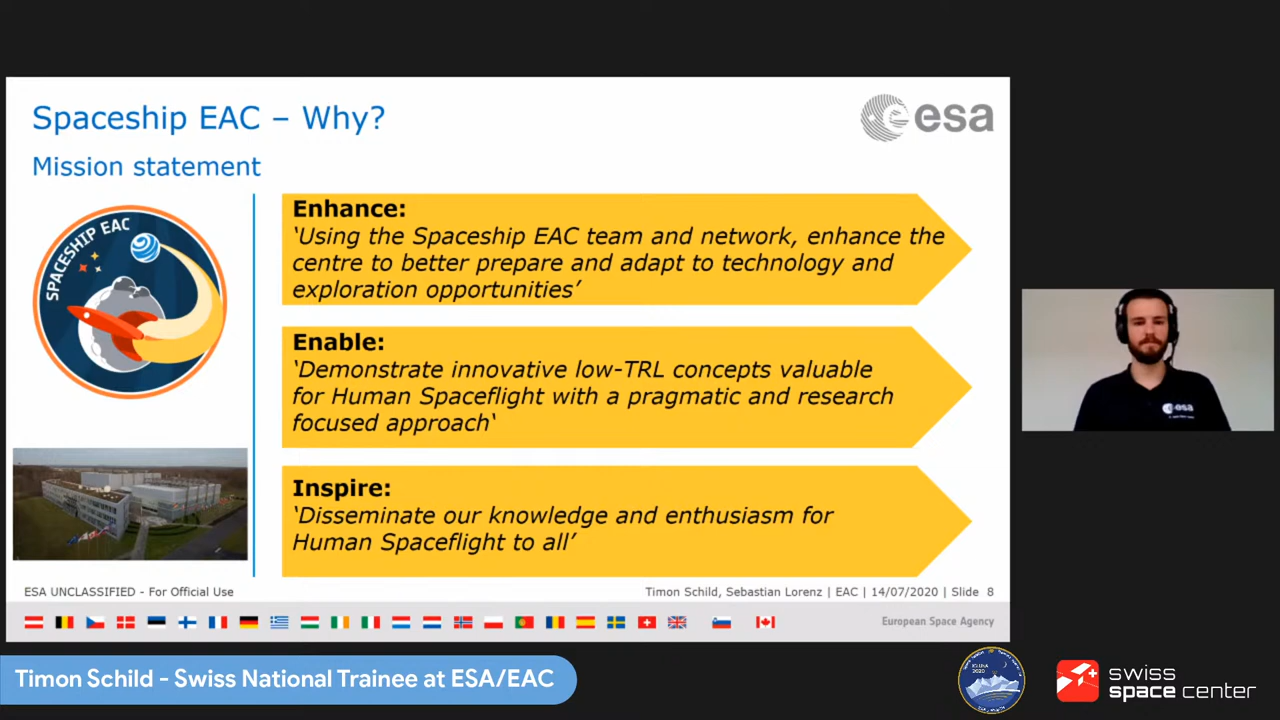 Spaceship EAC – Why?
esa
Mission statement
SPACESHIP EAC
Enhance:
‘Using the Spaceship EAC team and network, enhance the
centre to better prepare and adapt to technology and
exploration opportunities’
Enable:
‘Demonstrate innovative low-TRL concepts valuable
for Human Spaceflight with a pragmatic and research
focused approach‘
Inspire:
‘Disseminate our knowledge and enthusiasm for
Human Spaceflight to all’
esa
ESA UNCLASSIFIED - For Official Use
Timon Schild, Sebastian Lorenz | EAC | 14/07/2020 | Slide 8
European Space Agency
Timon Schild - Swiss National Trainee at ESA/EAC
swiss
space center